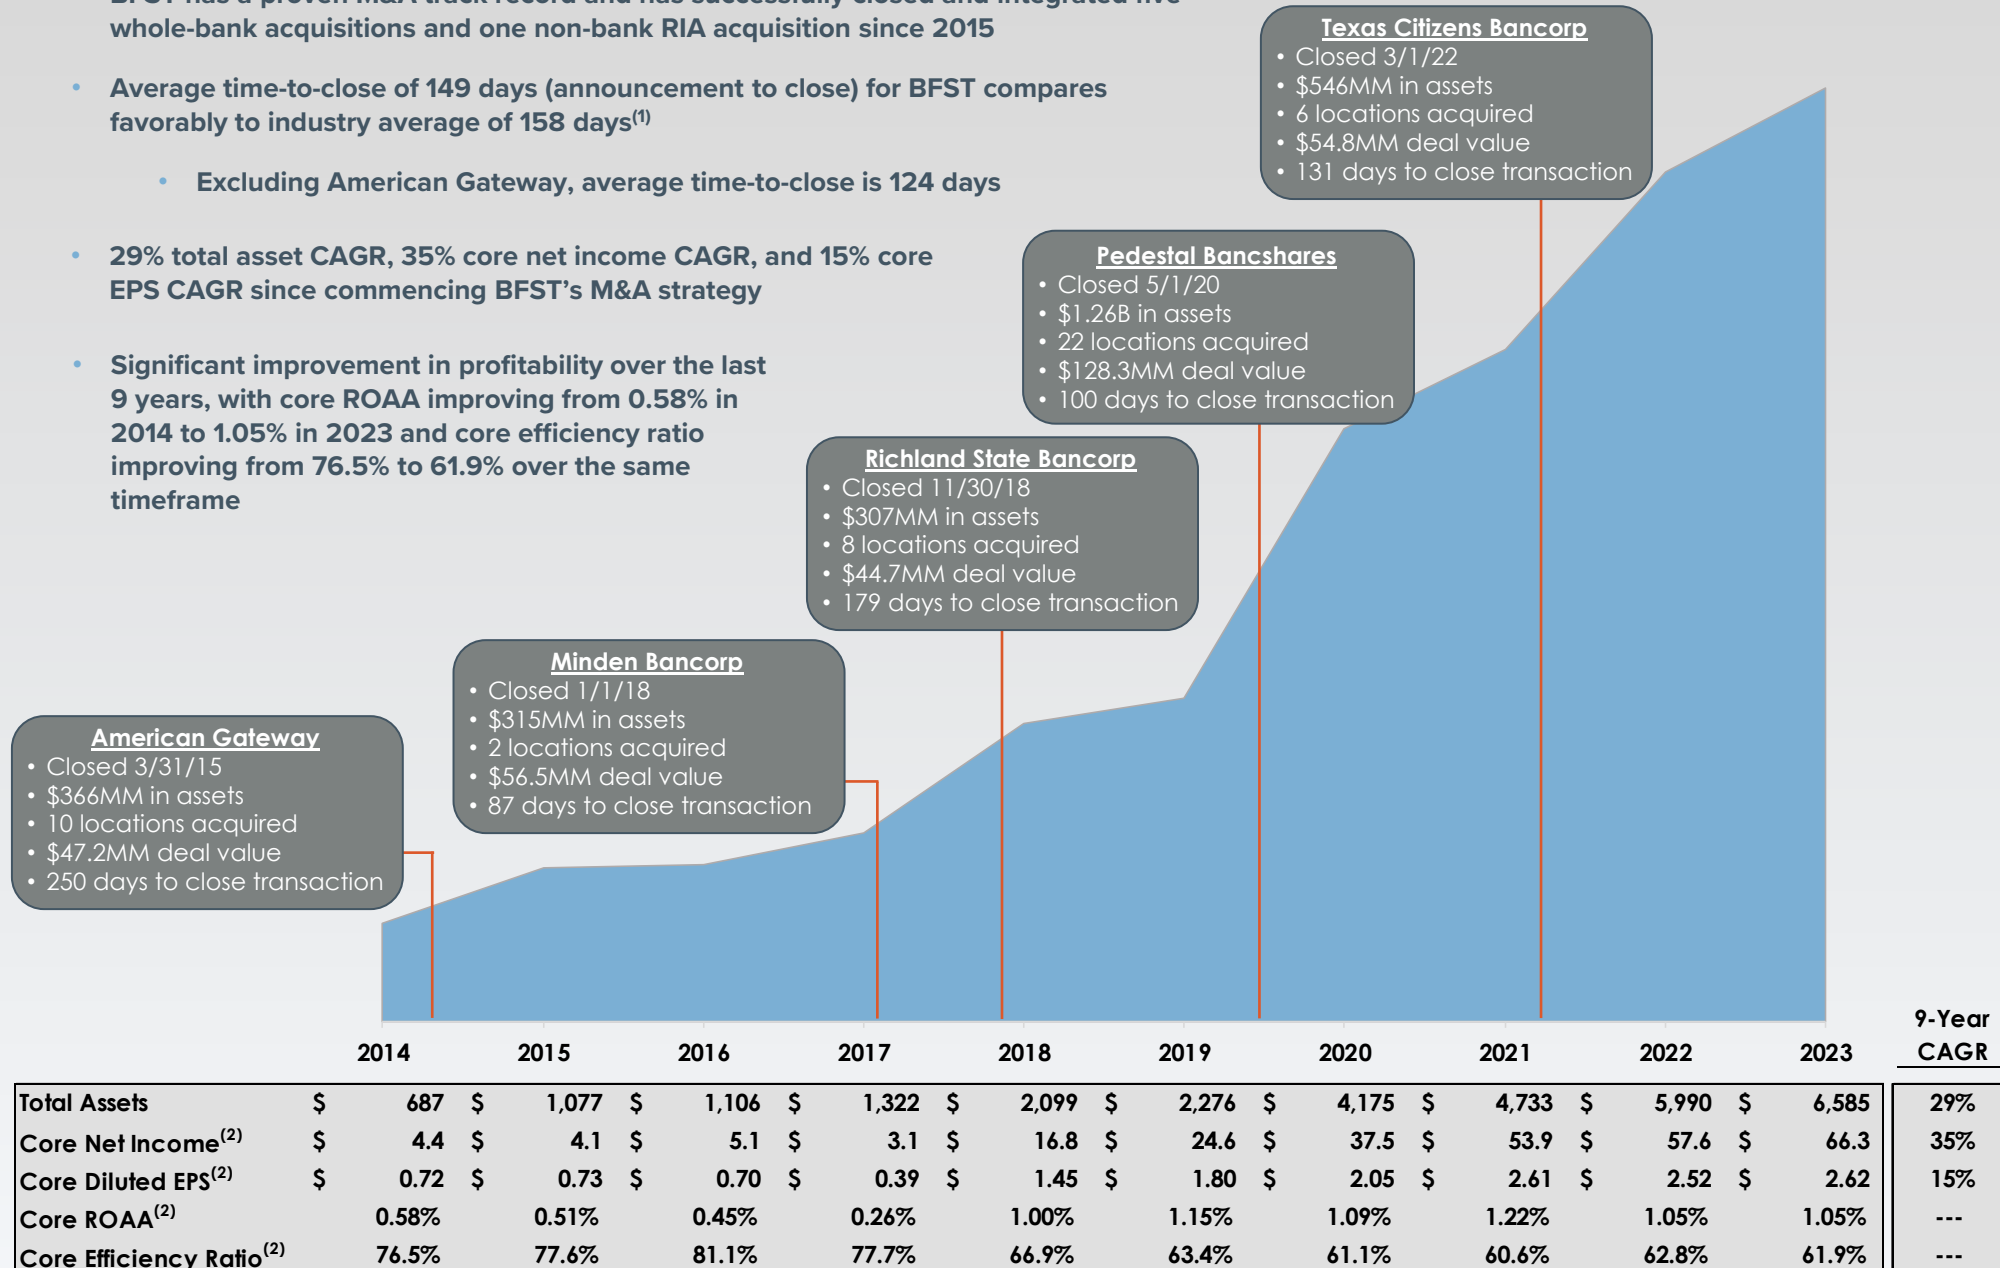 BFST has a proven M&A track record and has successfully closed and integrated five
whole-bank acquisitions and one non-bank RIA acquisition since 2015
• Average time-to-close of 149 days (announcement to close) for BFST compares
favorably to industry average of 158 days(1)
• Excluding American Gateway, average time-to-close is 124 days
• 29% total asset CAGR, 35% core net income CAGR, and 15% core
EPS CAGR since commencing BFST's M&A strategy
• Significant improvement in profitability over the last
9 years, with core ROAA improving from 0.58% in
2014 to 1.05% in 2023 and core efficiency ratio
improving from 76.5% to 61.9% over the same
timeframe
Texas Citizens Bancorp
• Closed 3/1/22
• $546MM in assets
• 6 locations acquired
• $54.8MM deal value
• 131 days to close transaction
Pedestal Bancshares
• Closed 5/1/20
• $1.26B in assets
• 22 locations acquired
• $128.3MM deal value
• 100 days to close transaction
Richland State Bancorp
• Closed 11/30/18
• $307MM in assets
• 8 locations acquired
• $44.7MM deal value
• 179 days to close transaction
Minden Bancorp
• Closed 1/1/18
• $315MM in assets
• 2 locations acquired
• $56.5MM deal value
• 87 days to close transaction
American Gateway
• Closed 3/31/15
• $366MM in assets
• 10 locations acquired
• $47.2MM deal value
• 250 days to close transaction
2014 2015 2016 2017 2018 2019 2020 2021 2022 2023
9-Year
CAGR
Total Assets $ 687 $ 1,077 $ 1,106 $ 1,322 $ 2,099 $ 2,276 $ 4,175 $ 4,733 $ 5,990 $ 6,585 29%
Core Net Income(2) $ 4.4 $ 4.1 $ 5.1 $ 3.1 $ 16.8 $ 24.6 $ 37.5 $ 53.9 $ 57.6 $ 66.3 35%
Core Diluted EPS(2) $ 0.72 $ 0.73 $ 0.70 $ 0.39 $ 1.45 $ 1.80 $ 2.05 $ 2.61 $ 2.52 $ 2.62 15%
Core ROAA(2) 0.58% 0.51% 0.45% 0.26% 1.00% 1.15% 1.09% 1.22% 1.05% 1.05% ---
Core Efficiency Ratio(2) 76.5% 77.6% 81.1% 77.7% 66.9% 63.4% 61.1% 60.6% 62.8% 61.9% ---